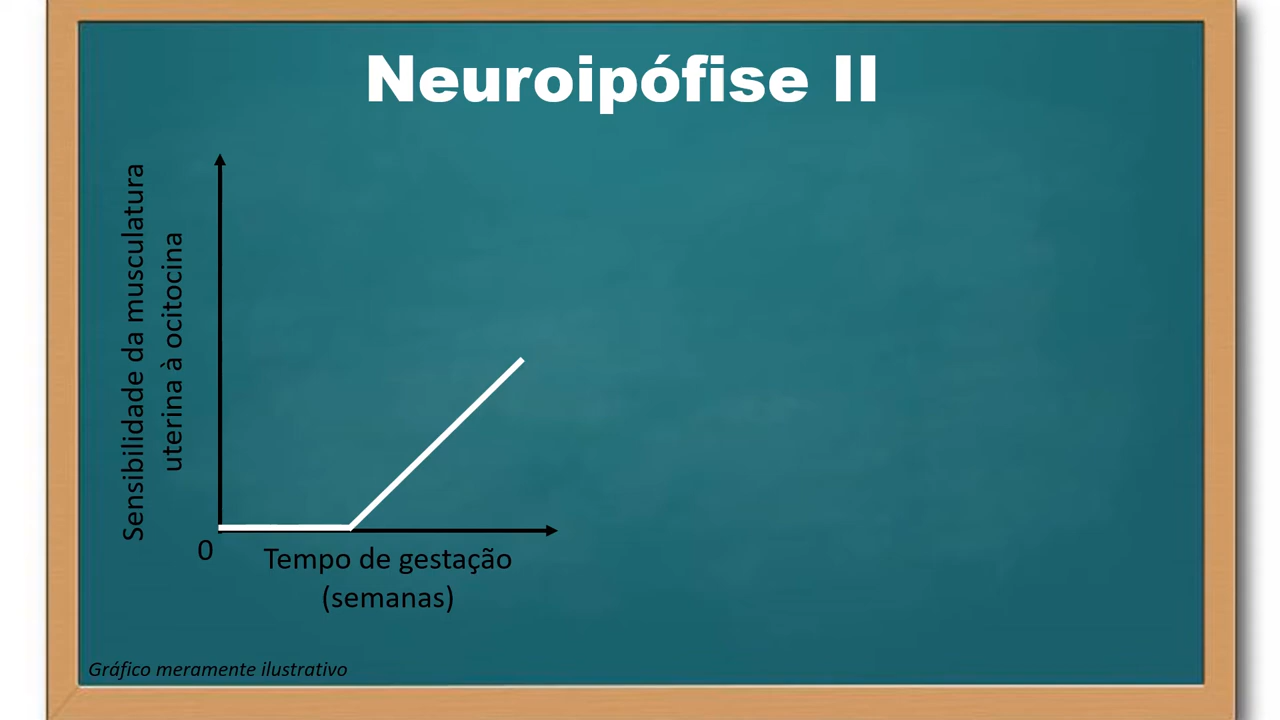 Neuroipófise II
Sensibilidade da musculatura
uterina à ocitocina
0
Tempo de gestação
(semanas)
Gráfico meramente ilustrativo